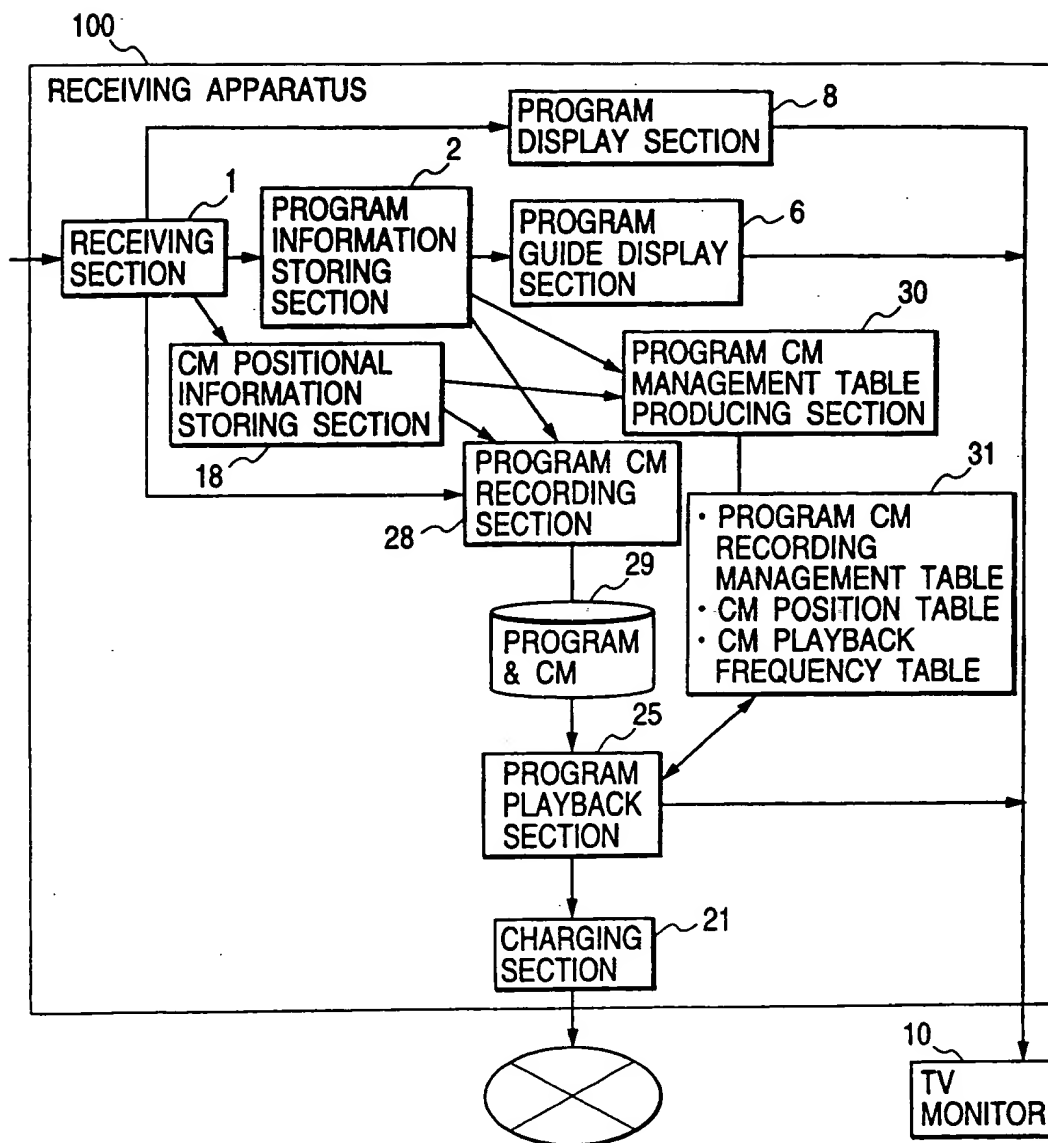 100
RECEIVING APPARATUS
8
PROGRAM
DISPLAY SECTION
2
PROGRAM
INFORMATION
STORING
SECTION
1
RECEIVING
SECTION
6
PROGRAM
GUIDE DISPLAY
SECTION
30
PROGRAM CM
MANAGEMENT TABLE
PRODUCING SECTION
CM POSITIONAL
INFORMATION
STORING SECTION
18
PROGRAM CM
RECORDING
SECTION
28
31
• PROGRAM CM
RECORDING
MANAGEMENT TABLE
• CM POSITION TABLE
• CM PLAYBACK
FREQUENCY TABLE
29
PROGRAM
& CM
25
PROGRAM
PLAYBACK
SECTION
21
CHARGING
SECTION
10
TV
MONITOR